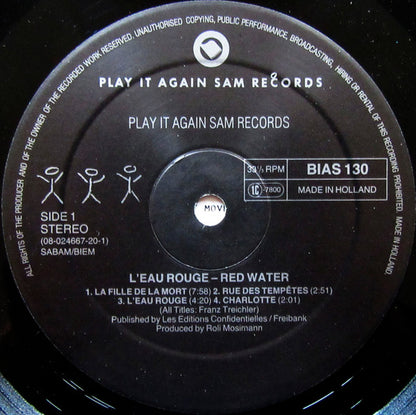 ALL RIGHTS OF THE PRODUCER AND OF THE OWNER OF THE RECORDED WORK RESERVED. UNAUTHORISED COPYING, PUBLIC PERFORMANCE, BROADCASTING, HIRING OR RENTAL OF THIS RECORDING PROHIBITED. MADE IN HOLLAND
PLAY IT AGAIN SAM RECORDS
PLAY IT AGAIN SAM RECORDS
33⅓ RPM
BIAS 130
LC 7800
MADE IN HOLLAND
SIDE 1
STEREO
(08-024667-20-1)
SABAM/BIEM
MOVI
L'EAU ROUGE – RED WATER
1. LA FILLE DE LA MORT (7:58) 2. RUE DES TEMPÊTES (2:51)
3. L'EAU ROUGE (4:20) 4. CHARLOTTE (2:01)
(All Titles: Franz Treichler)
Published by Les Editions Confidentielles / Freibank
Produced by Roli Mosimann